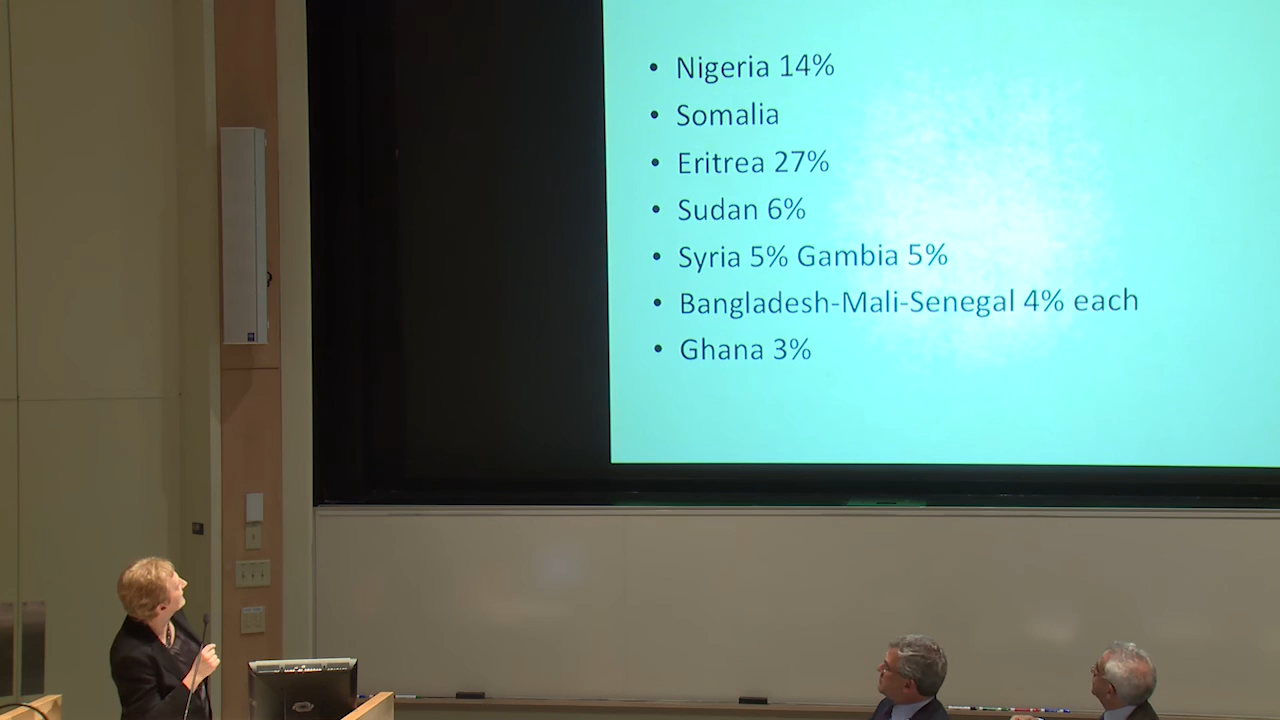 • Nigeria 14%
• Somalia
• Eritrea 27%
• Sudan 6%
• Syria 5% Gambia 5%
• Bangladesh-Mali-Senegal 4% each
• Ghana 3%